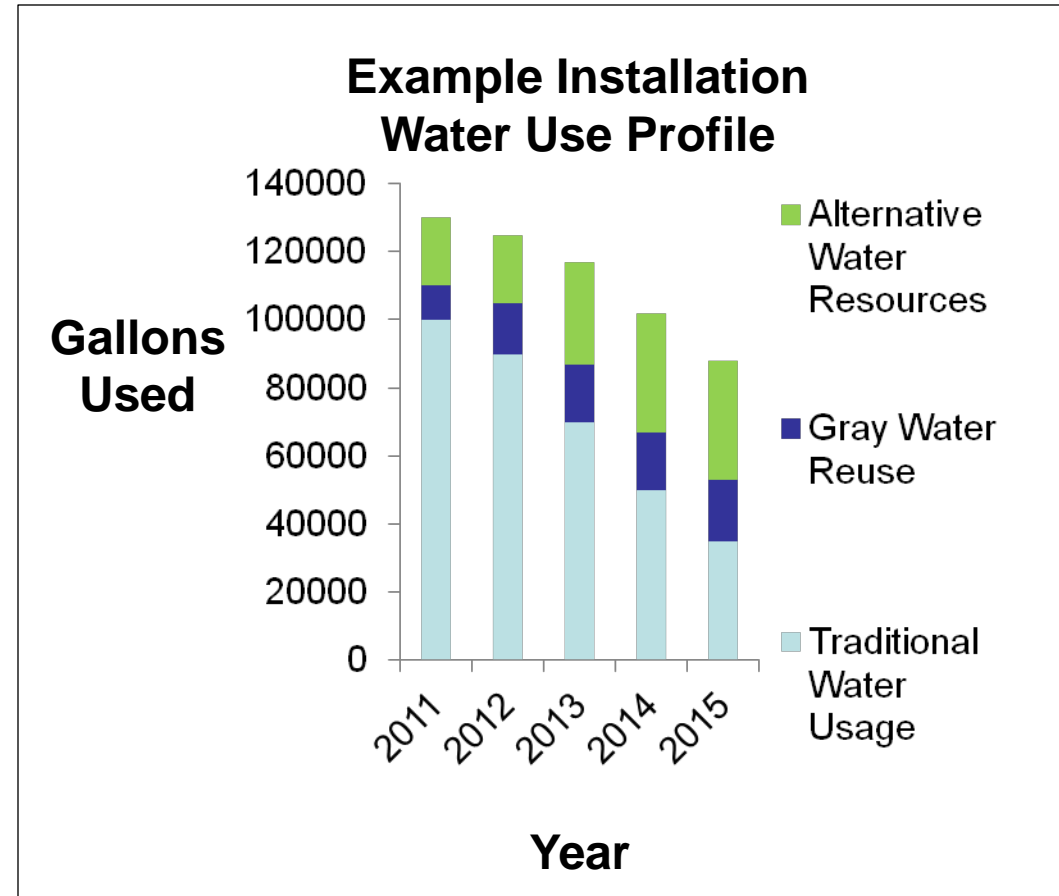 Example Installation
Water Use Profile
140000
120000
100000
80000
60000
40000
20000
0
Gallons
Used
2011
2012
2013
2014
2015
Year
Alternative
Water
Resources
Gray Water
Reuse
Traditional
Water
Usage